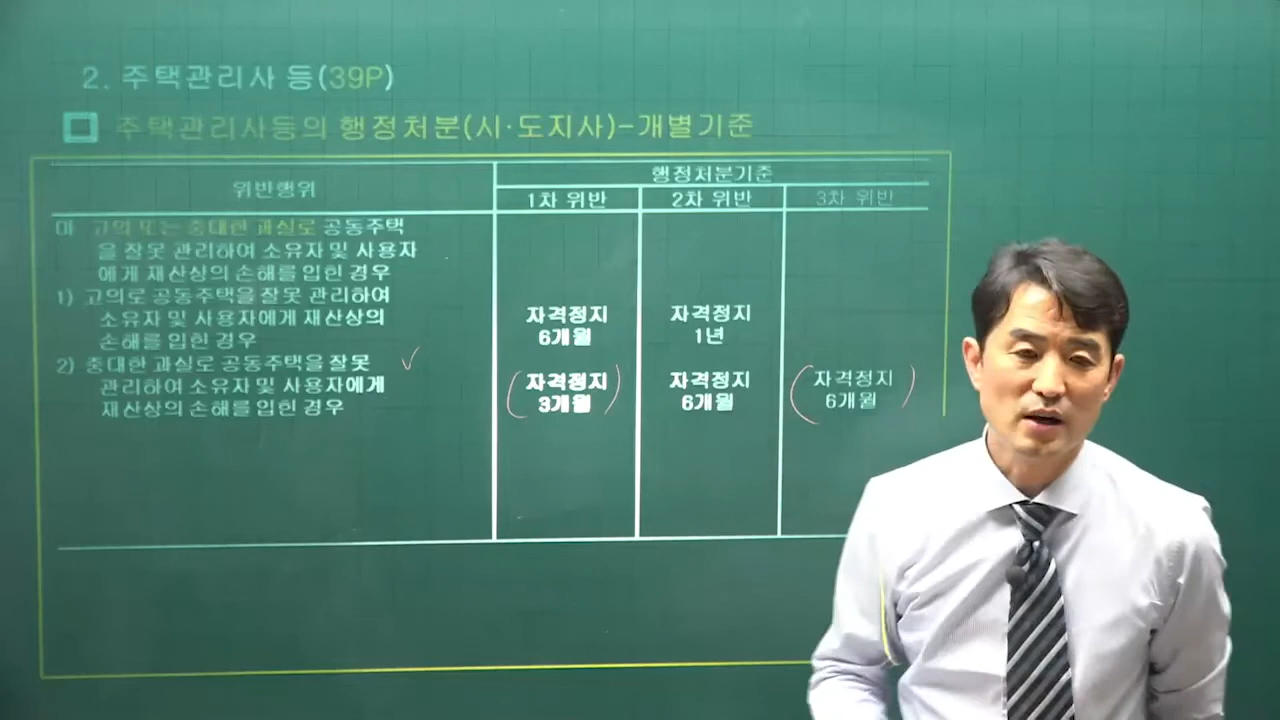 2. 주택관리사 등(39P)
주택관리사등의 행정처분(시·도지사)-개별기준
위반행위
행정처분기준
1차 위반
2차 위반
3차 위반
마 고의 또는 중대한 과실로 공동주택
을 잘못 관리하여 소유자 및 사용자
에게 재산상의 손해를 입힌 경우
1) 고의로 공동주택을 잘못 관리하여
소유자 및 사용자에게 재산상의
손해를 입힌 경우
자격정지
6개월
자격정지
1년
2) 중대한 과실로 공동주택을 잘못
관리하여 소유자 및 사용자에게
재산상의 손해를 입힌 경우
자격정지
3개월
자격정지
6개월
자격정지
6개월